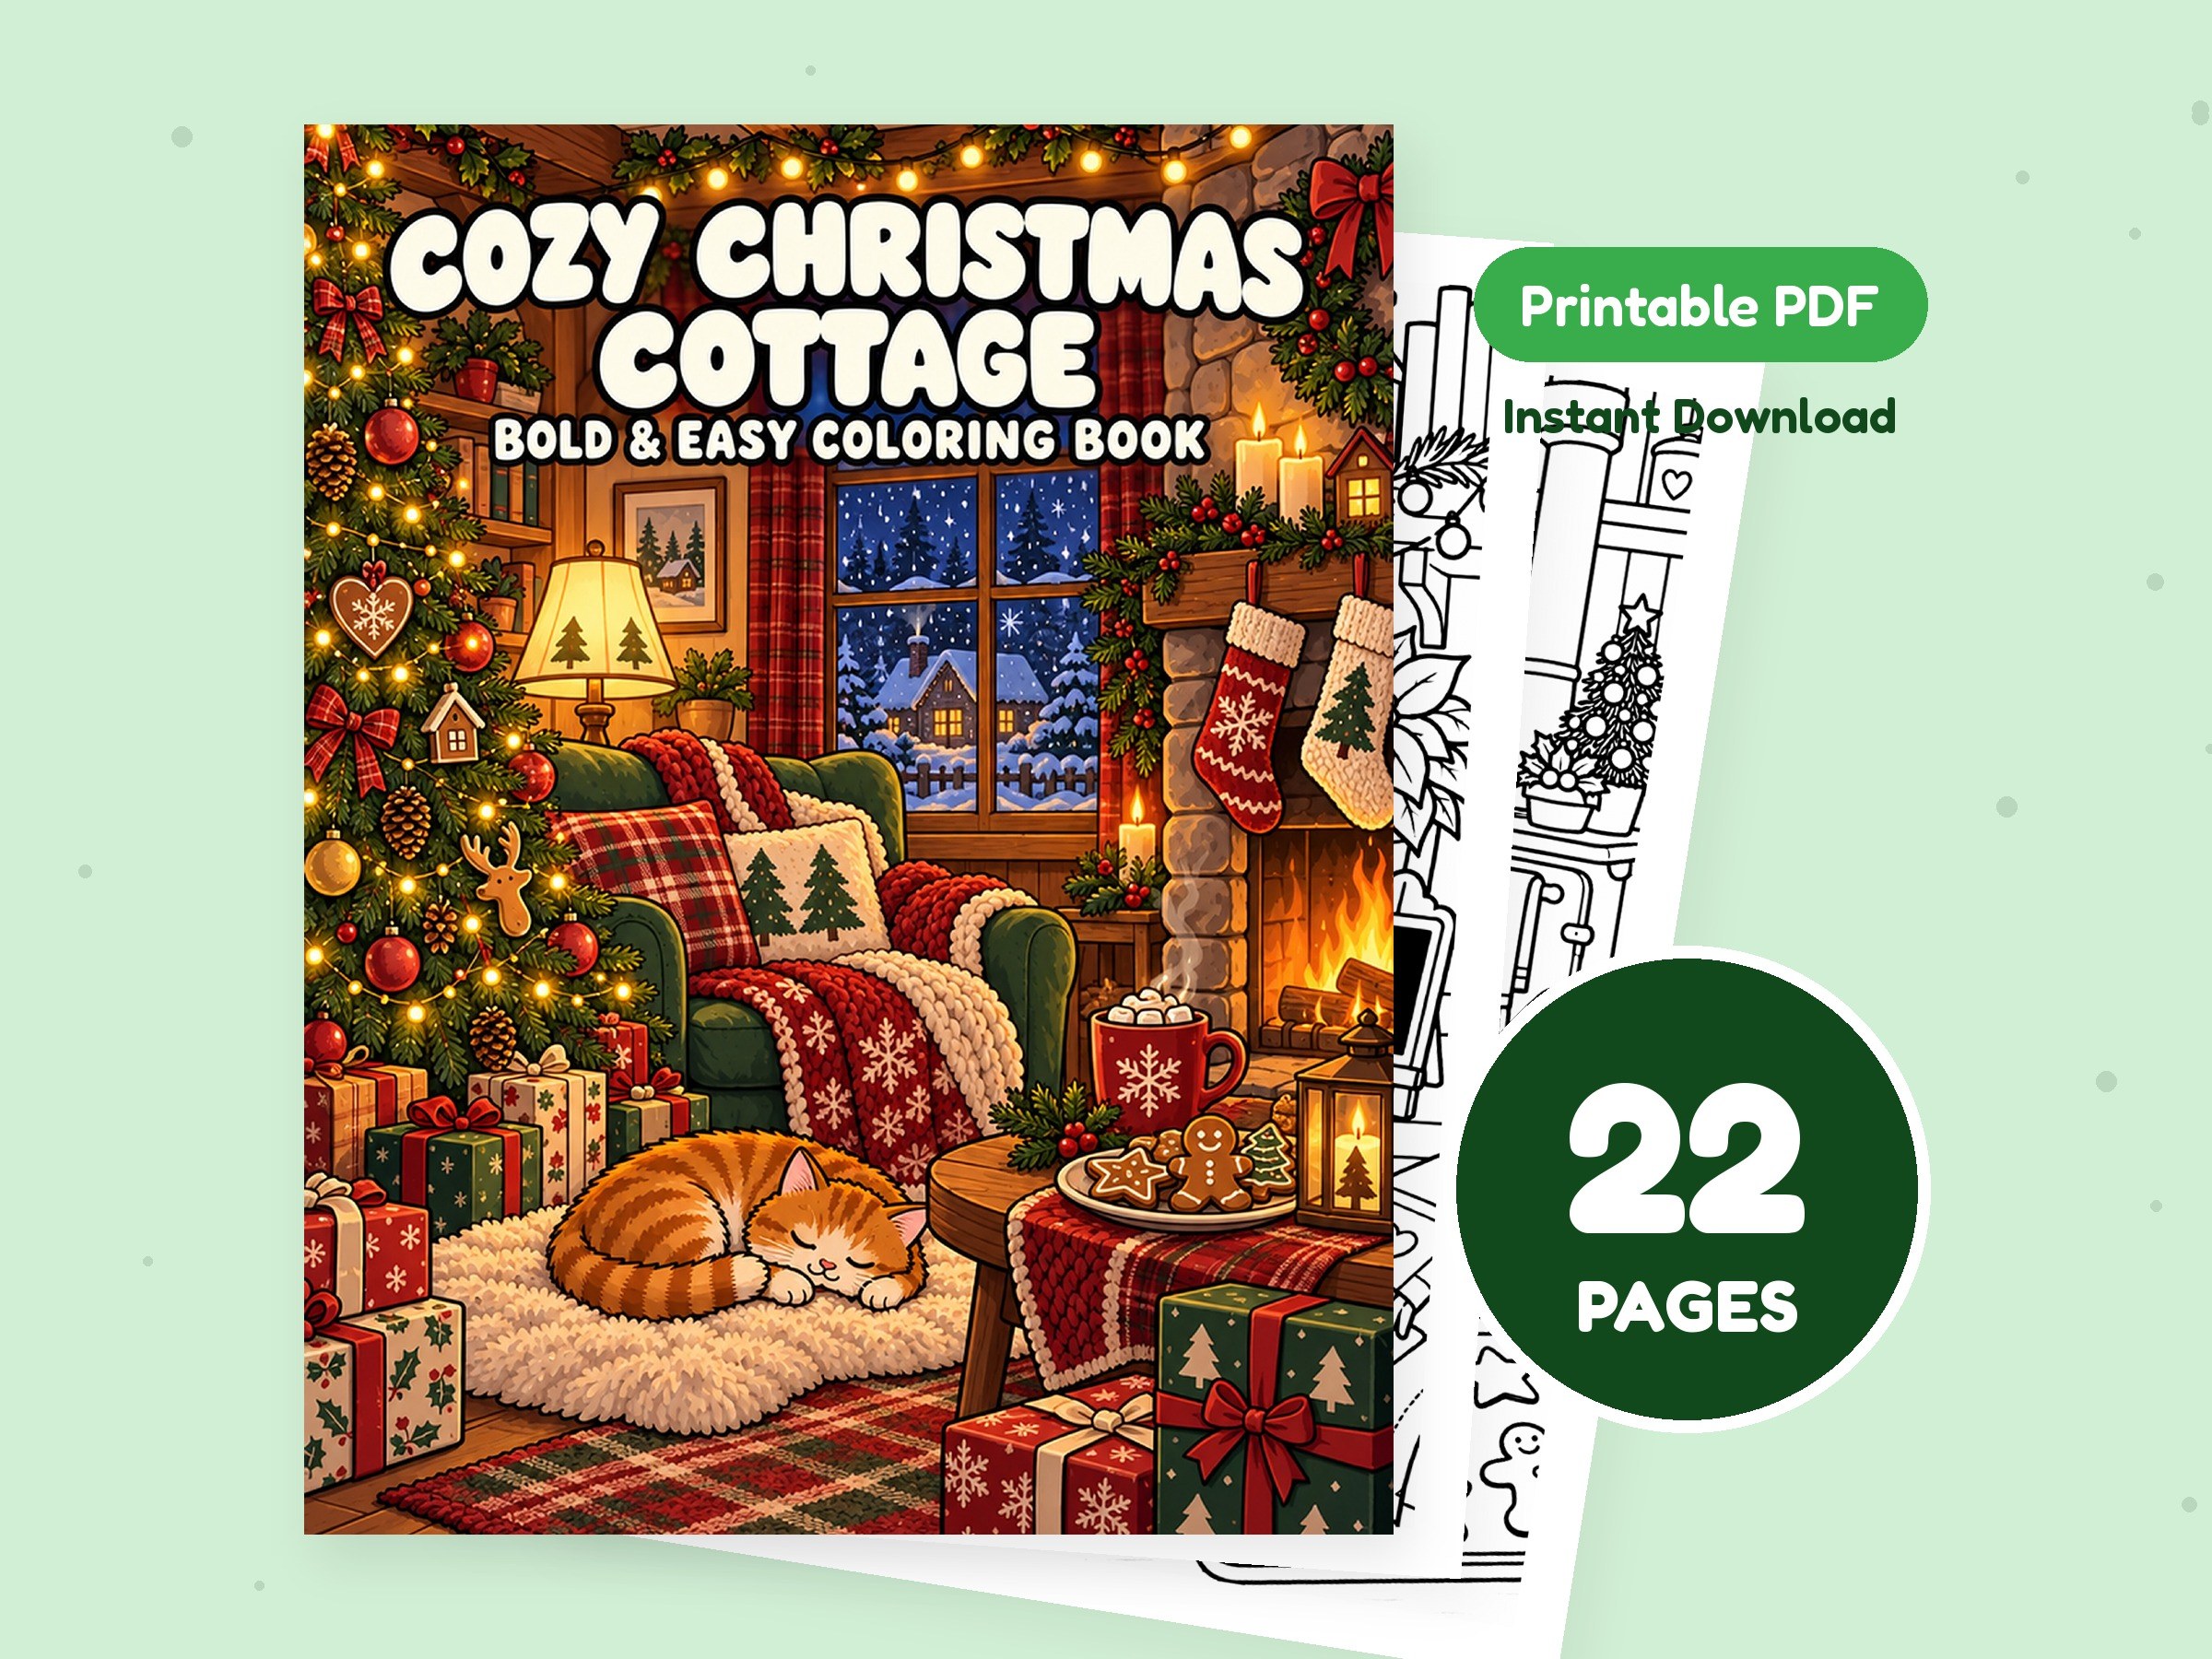 COZY CHRISTMAS
COTTAGE
BOLD & EASY COLORING BOOK
Printable PDF
Instant Download
22
PAGES